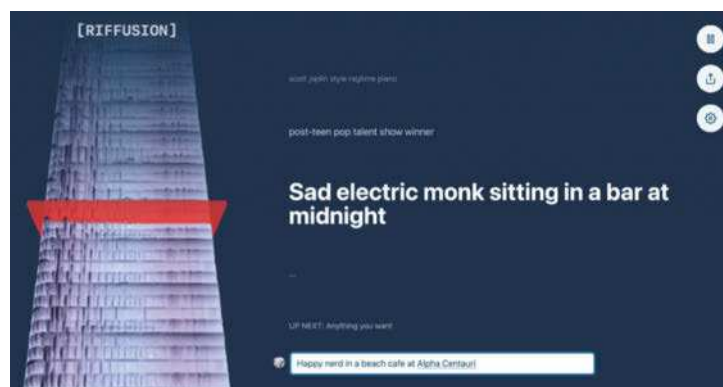 [RIFFUSION]
scott joplin style ragtime piano
post-teen pop talent show winner
Sad electric monk sitting in a bar at
midnight
...
UP NEXT: Anything you want
Happy nerd in a beach cafe at Alpha Centauri